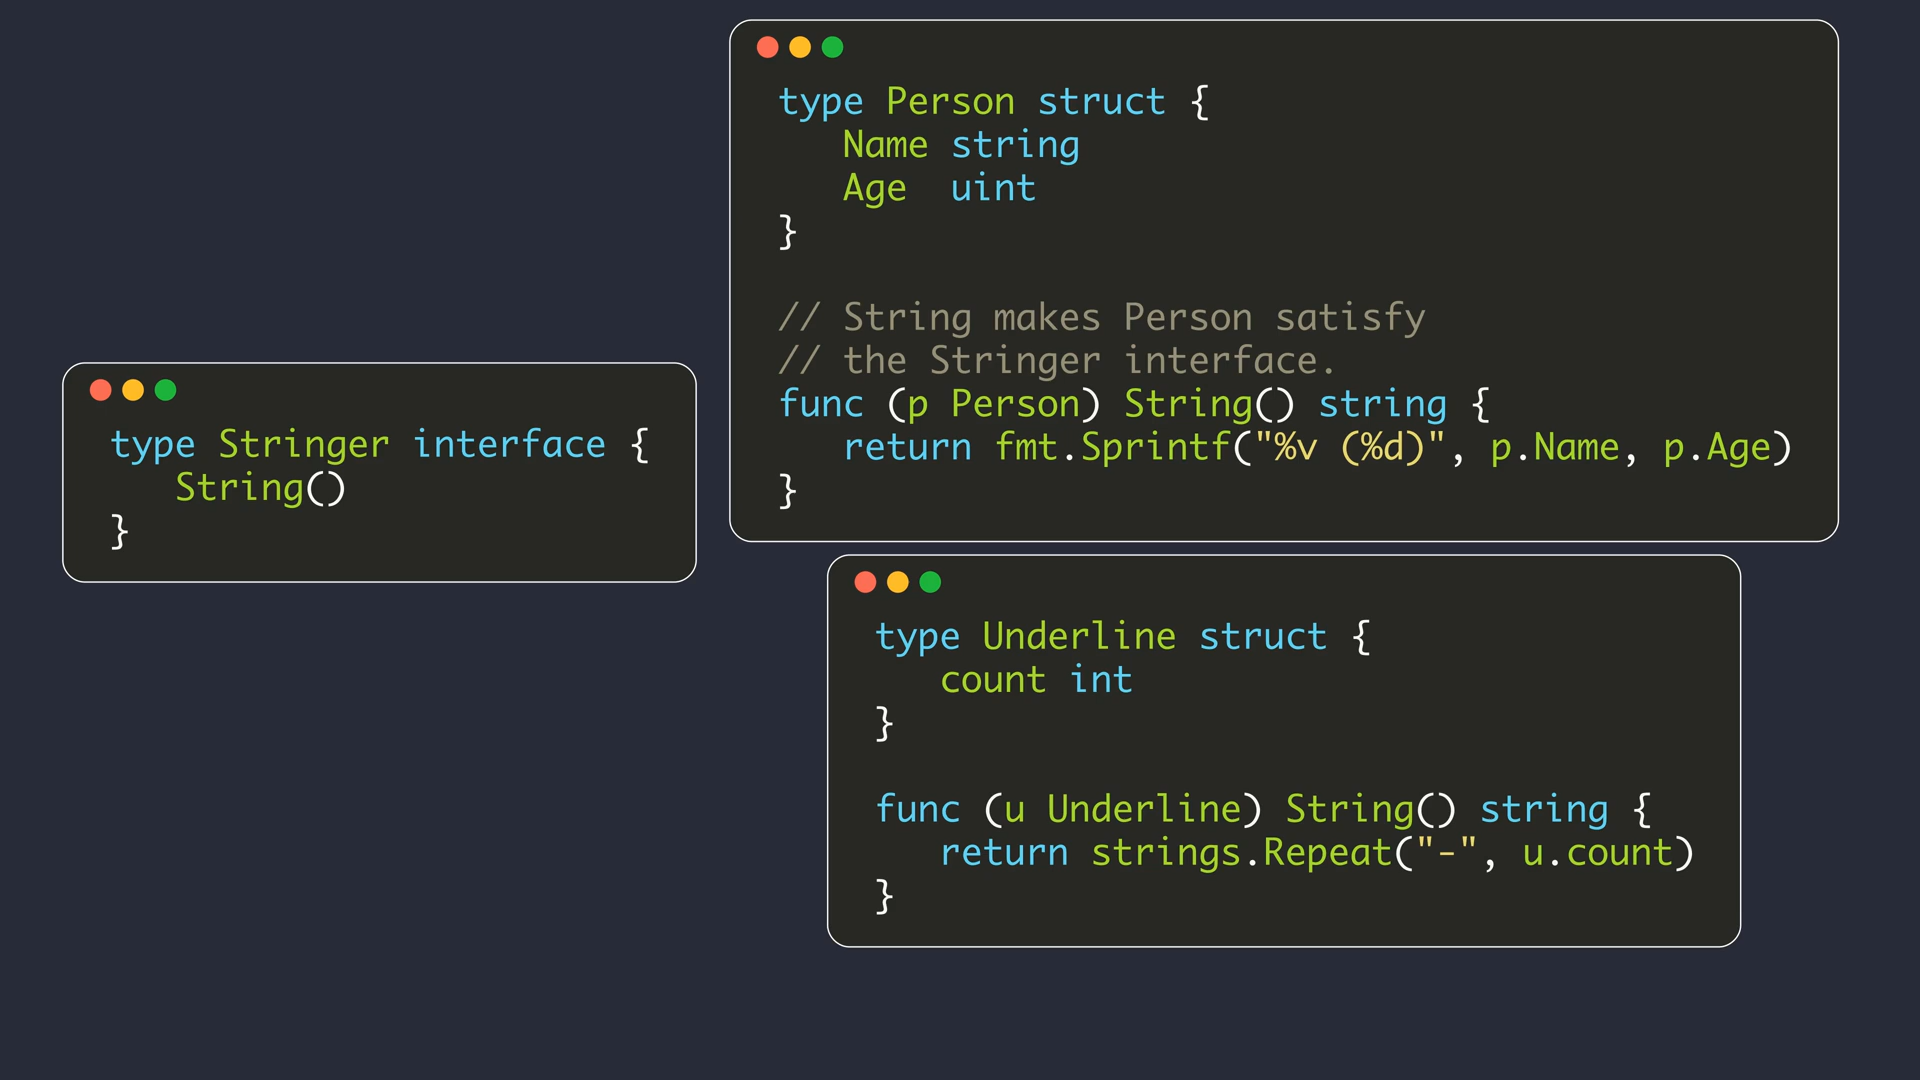 type Stringer interface {
   String()
}
type Person struct {
   Name string
   Age  uint
}

// String makes Person satisfy
// the Stringer interface.
func (p Person) String() string {
   return fmt.Sprintf("%v (%d)", p.Name, p.Age)
}
type Underline struct {
   count int
}

func (u Underline) String() string {
   return strings.Repeat("-", u.count)
}